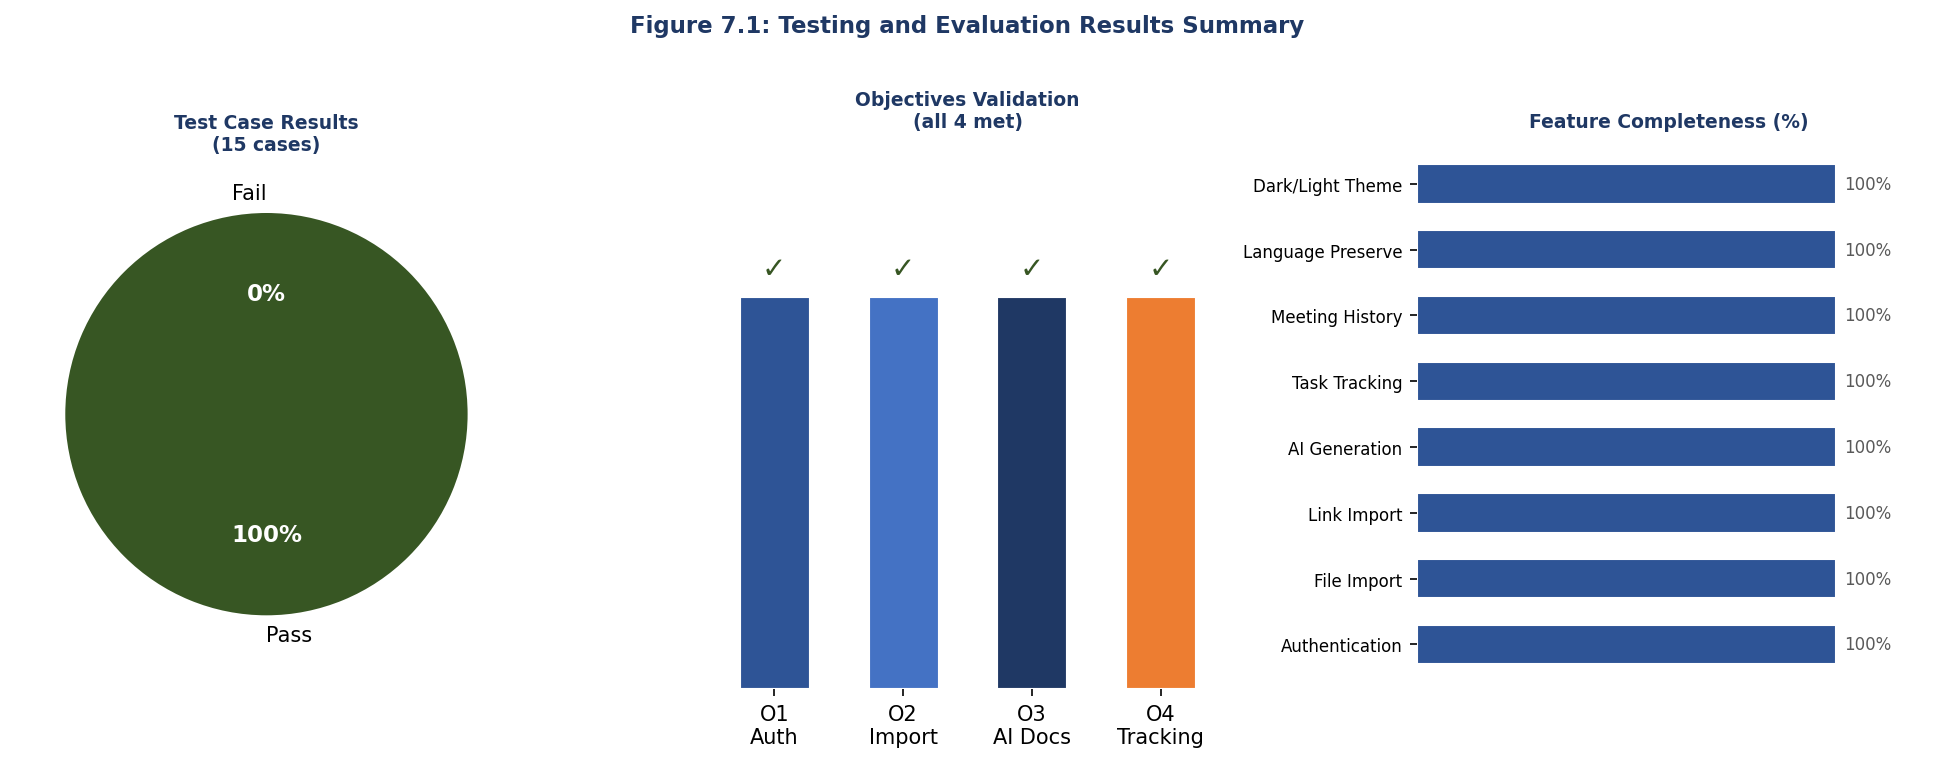 Figure 7.1: Testing and Evaluation Results Summary
Test Case Results
(15 cases)
Fail
0%
100%
Pass
Objectives Validation
(all 4 met)
✓ ✓ ✓ ✓
O1 O2 O3 O4
Auth Import AI Docs Tracking
Feature Completeness (%)
Dark/Light Theme 100%
Language Preserve 100%
Meeting History 100%
Task Tracking 100%
AI Generation 100%
Link Import 100%
File Import 100%
Authentication 100%